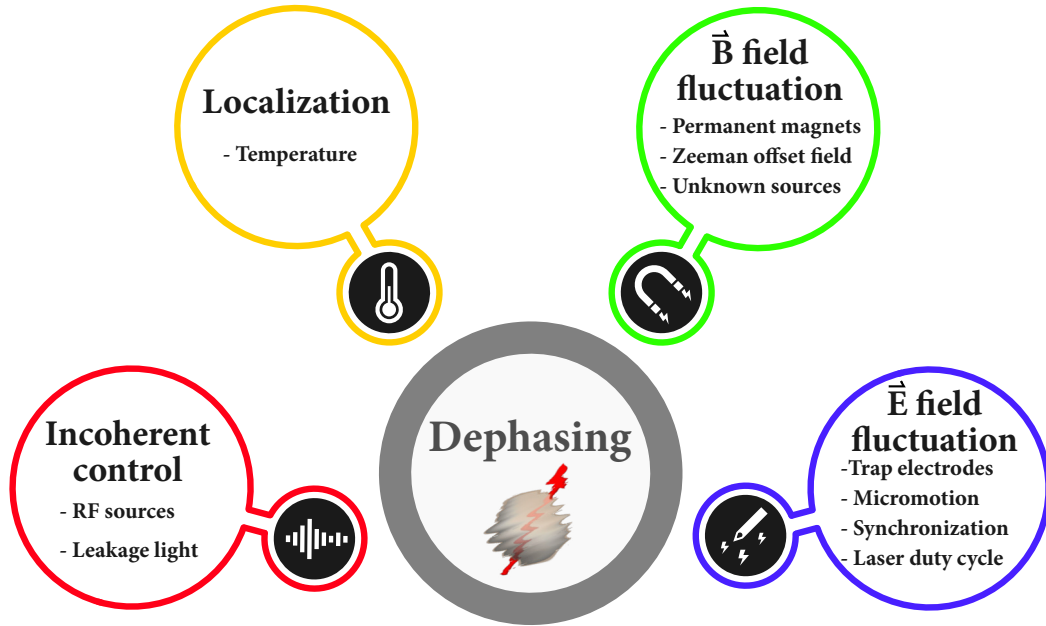 Localization
- Temperature
B⃗ field
fluctuation
- Permanent magnets
- Zeeman offset field
- Unknown sources
Incoherent
control
- RF sources
- Leakage light
Dephasing
E⃗ field
fluctuation
-Trap electrodes
- Micromotion
- Synchronization
- Laser duty cycle